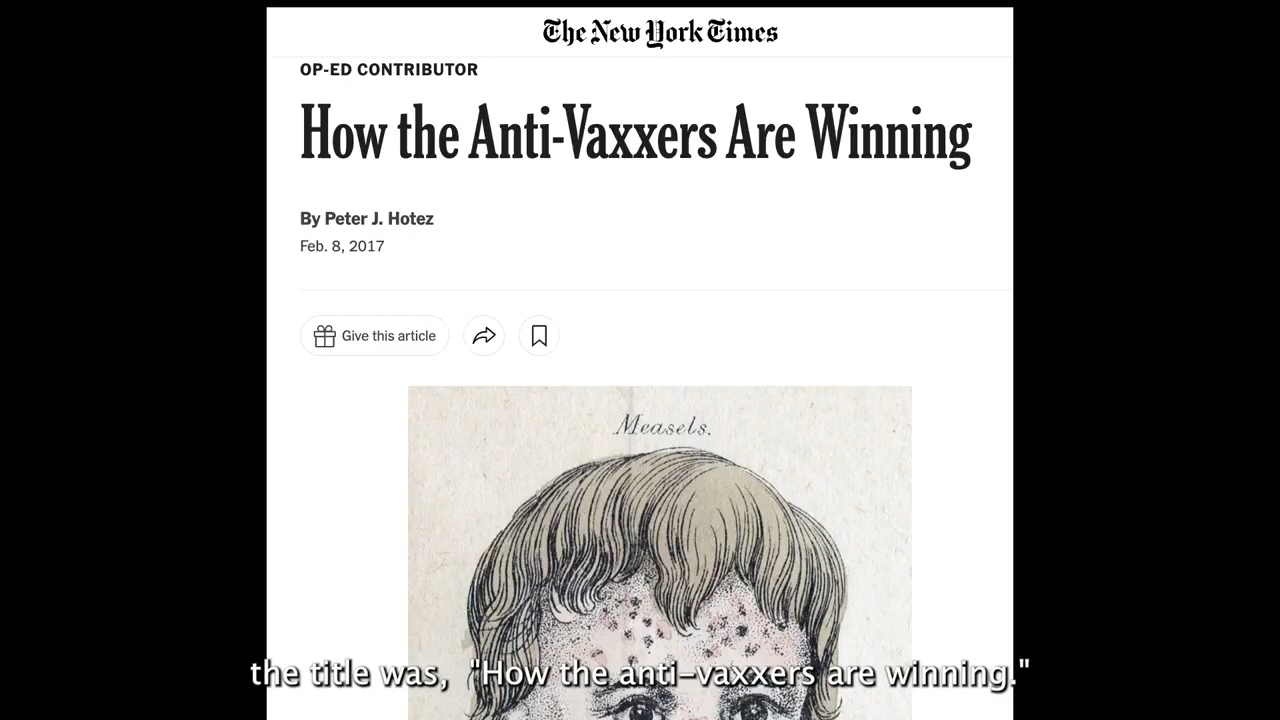 The New York Times
OP-ED CONTRIBUTOR
How the Anti-Vaxxers Are Winning
By Peter J. Hotez
Feb. 8, 2017
Give this article
Measels.
the title was, "How the anti-vaxxers are winning."